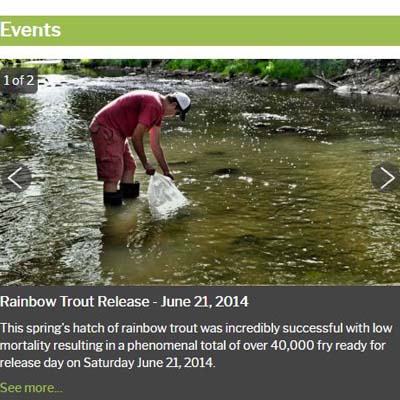 Events
1 of 2
Rainbow Trout Release - June 21, 2014
This spring's hatch of rainbow trout was incredibly successful with low
mortality resulting in a phenomenal total of over 40,000 fry ready for
release day on Saturday June 21, 2014.
See more...